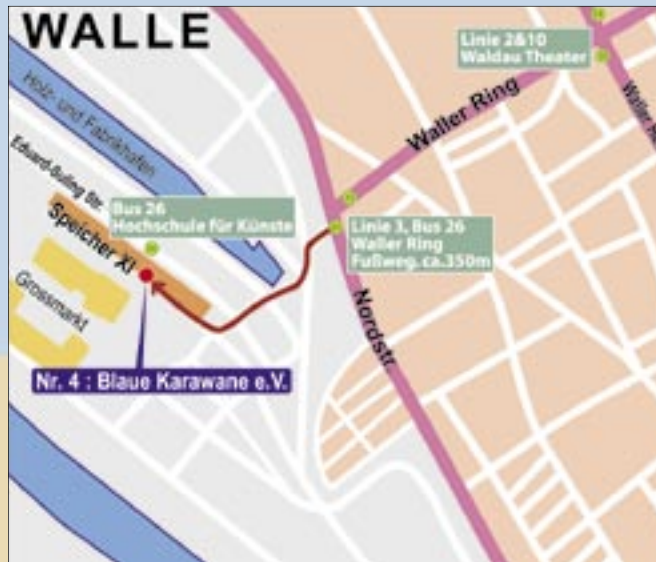 WALLE
Linie 2&10
Waldau Theater
Waller Ring
Holz- und Fabrikhafen
Eduard-Suling Str.
Speicher XI
Bus 26
Hochschule für Künste
Linie 3, Bus 26
Waller Ring
Fußweg, ca.350m
Grossmarkt
Nordstr
Nr. 4 : Blaue Karawane e.V.
Waller